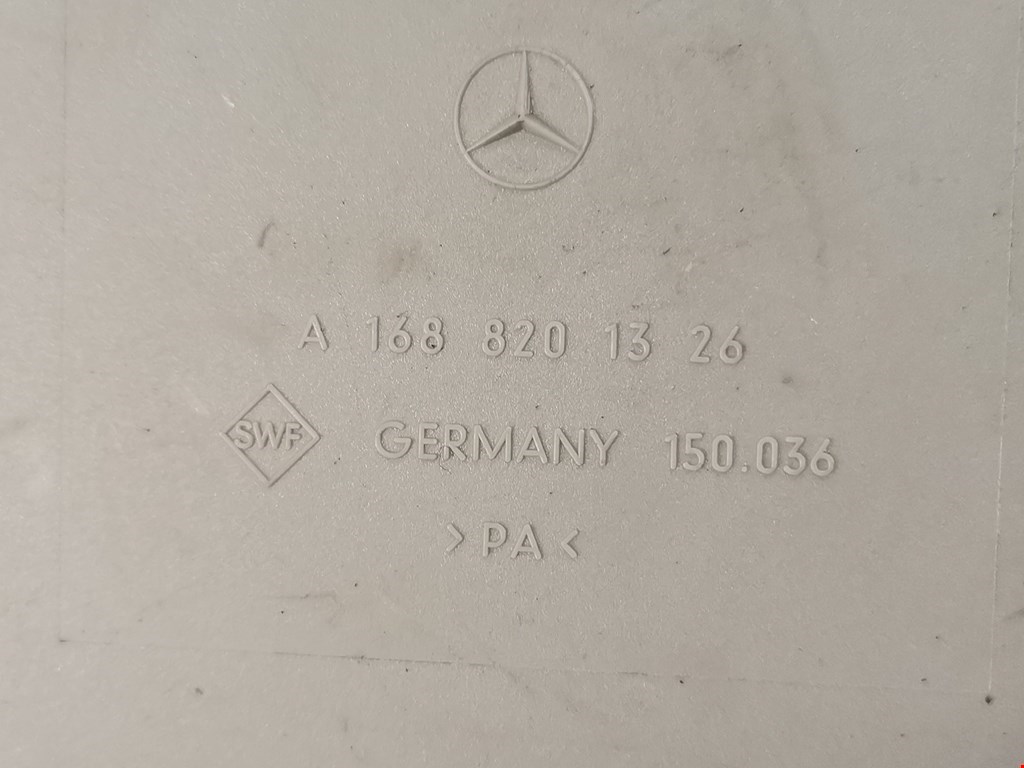 A 168 820 13 26
SWF GERMANY 150.036
>PA<